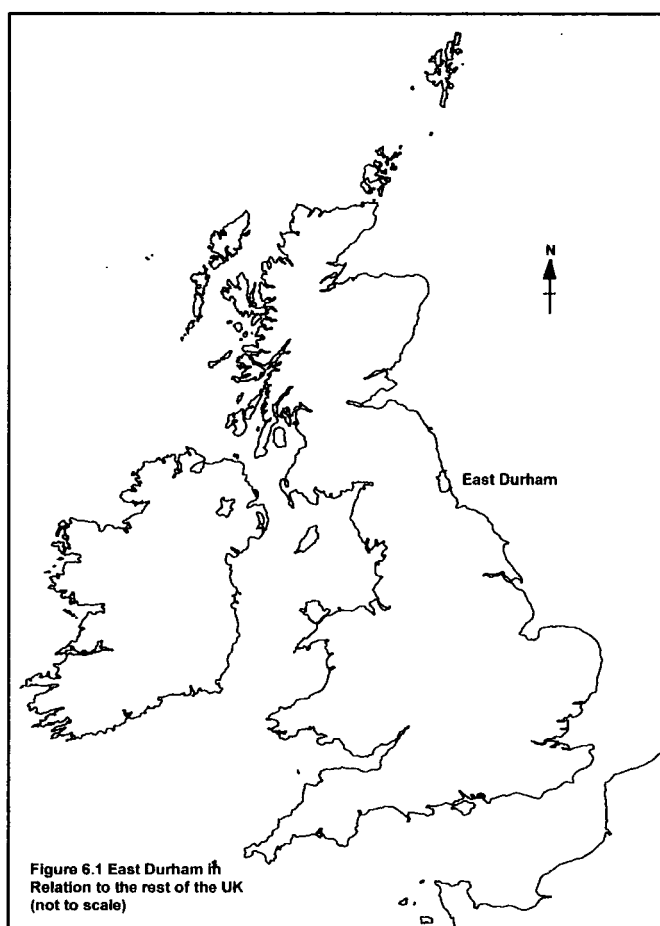 N
East Durham
Figure 6.1 East Durham in
Relation to the rest of the UK
(not to scale)